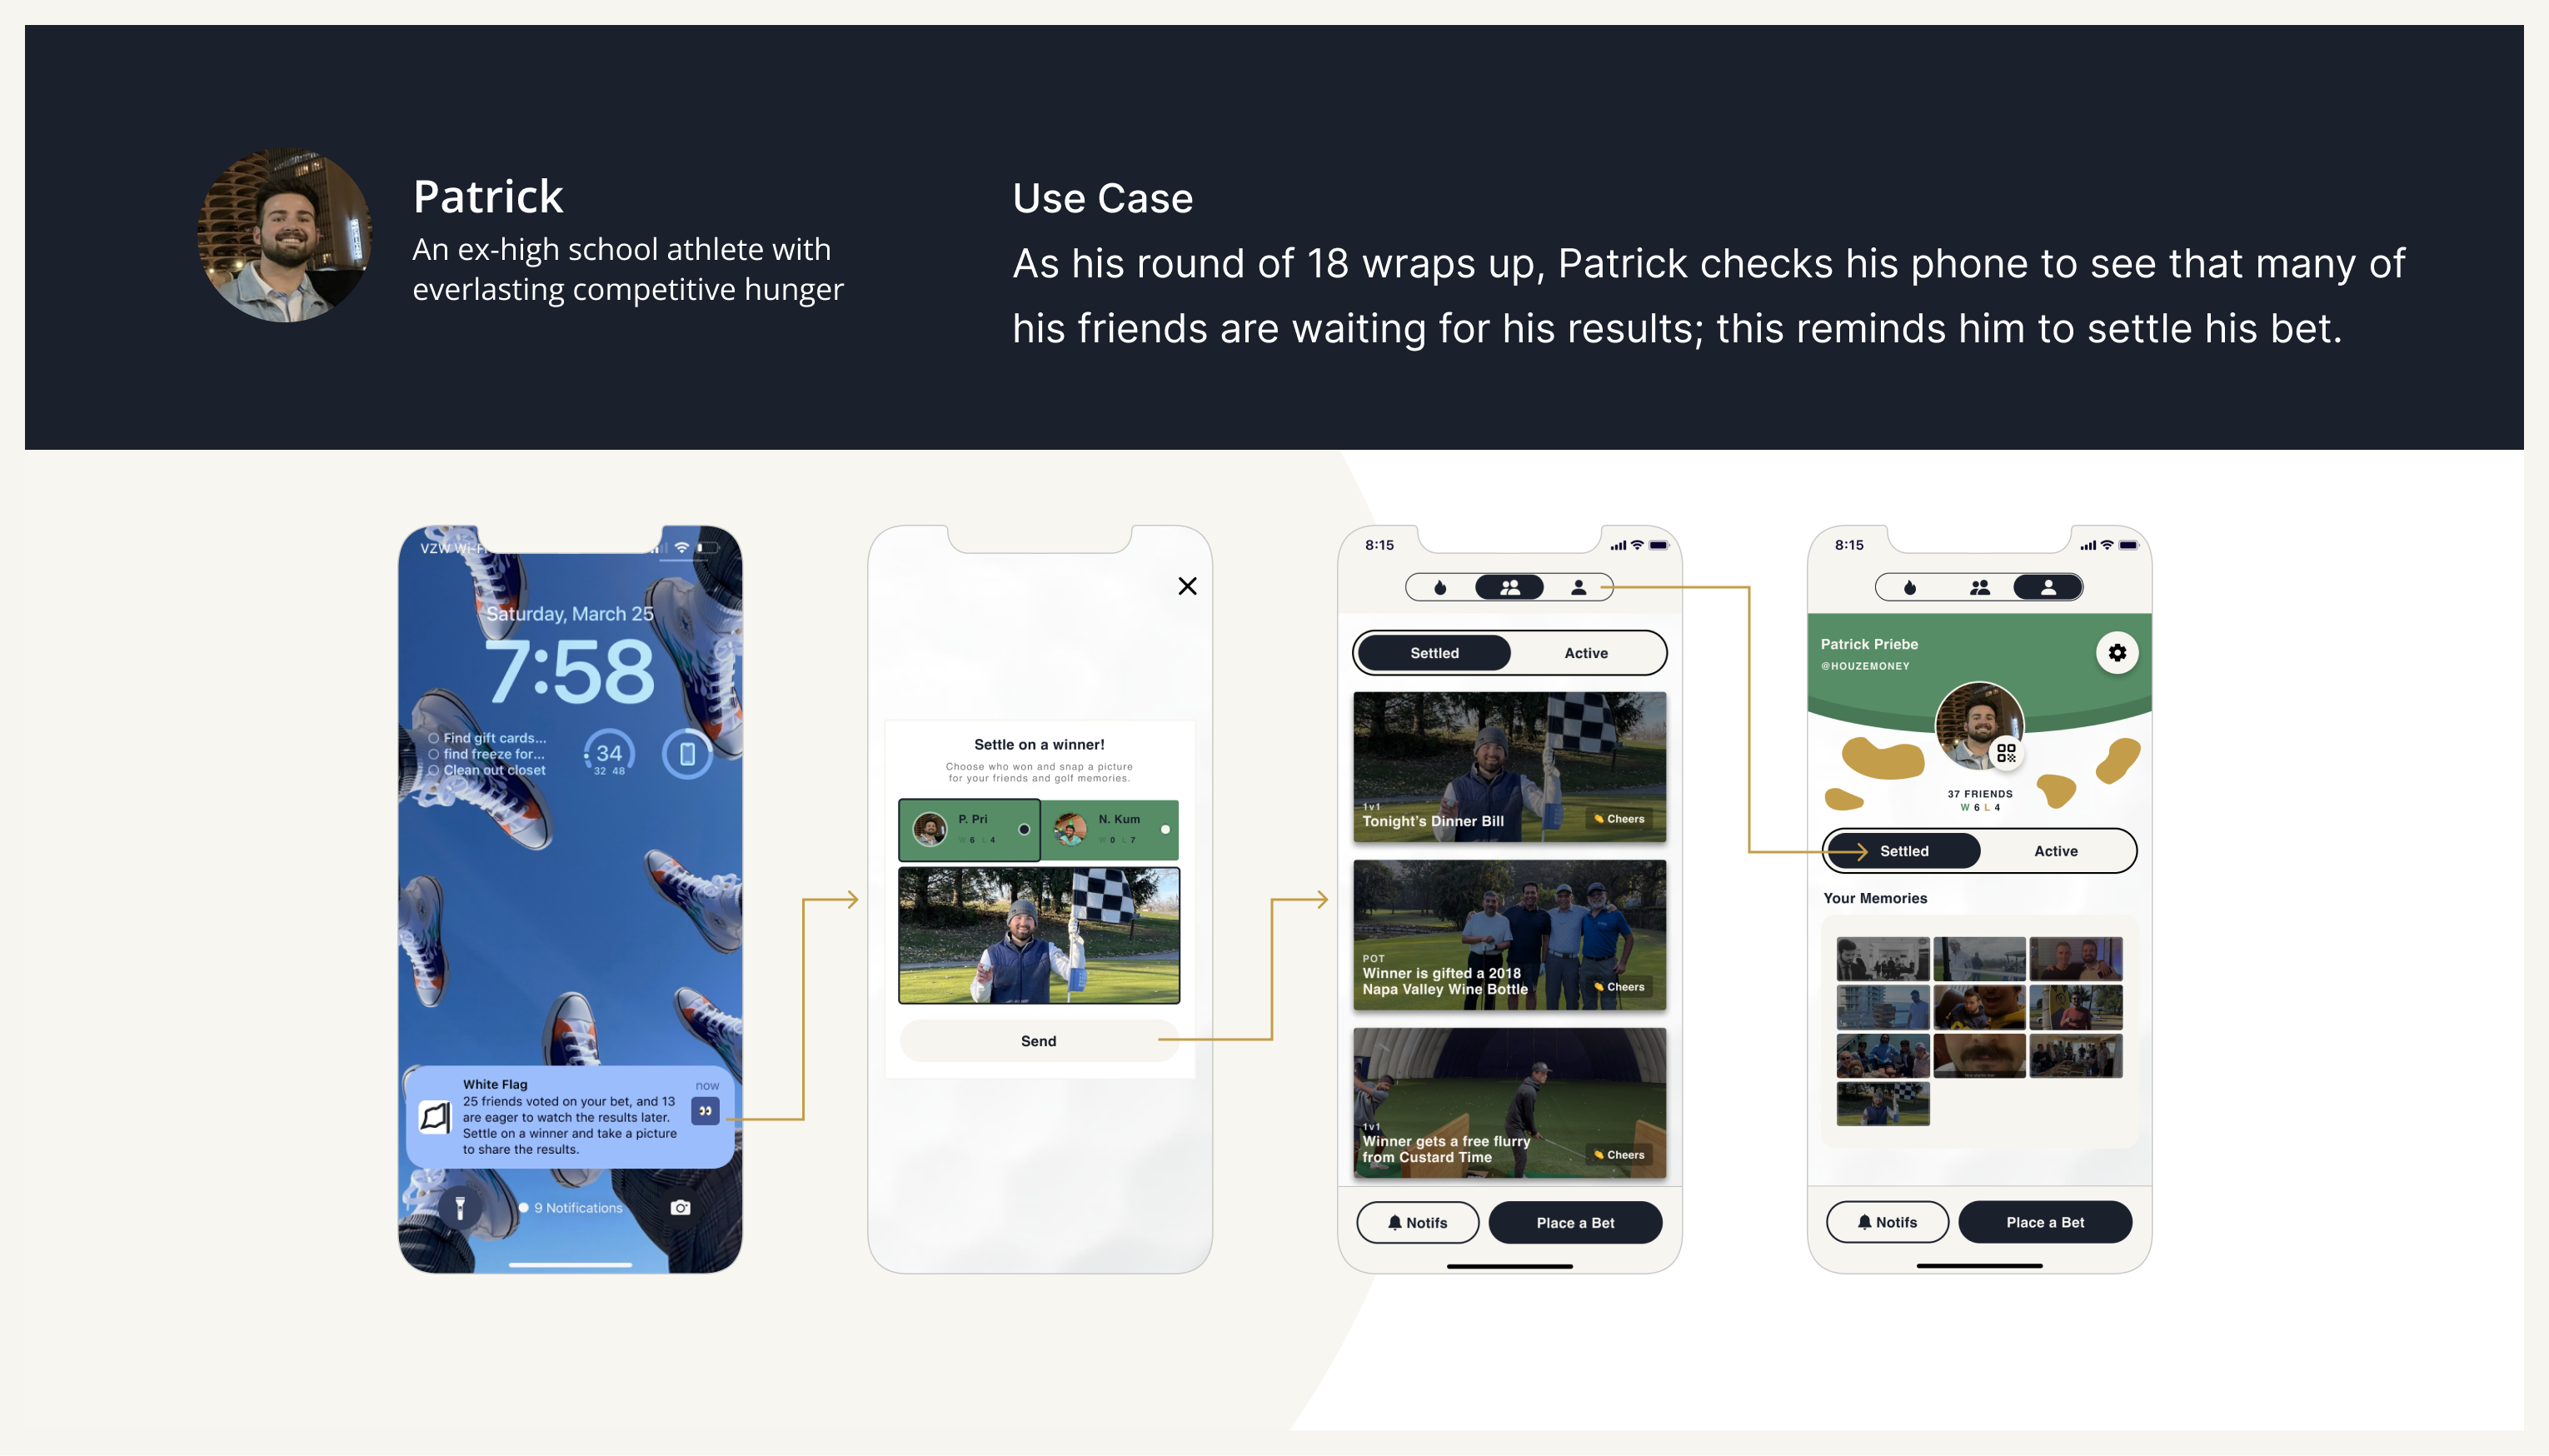 Patrick
An ex-high school athlete with
everlasting competitive hunger
Use Case
As his round of 18 wraps up, Patrick checks his phone to see that many of
his friends are waiting for his results; this reminds him to settle his bet.
VZW Wi-Fi
Saturday, March 25
7:58
Find gift cards...
find freeze for...
Clean out closet
34
32 48
White Flag
now
25 friends voted on your bet, and 13
are eager to watch the results later.
Settle on a winner and take a picture
to share the results.
9 Notifications
Settle on a winner!
Choose who won and snap a picture
for your friends and golf memories.
P. Pri
W 6 L 4
N. Kum
W 0 L 7
Send
8:15
Settled
Active
1v1
Tonight's Dinner Bill
Cheers
POT
Winner is gifted a 2018
Napa Valley Wine Bottle
Cheers
1v1
Winner gets a free flurry
from Custard Time
Cheers
Notifs
Place a Bet
8:15
Patrick Priebe
@HOUZEMONEY
37 FRIENDS
W 6 L 4
Settled
Active
Your Memories
Notifs
Place a Bet